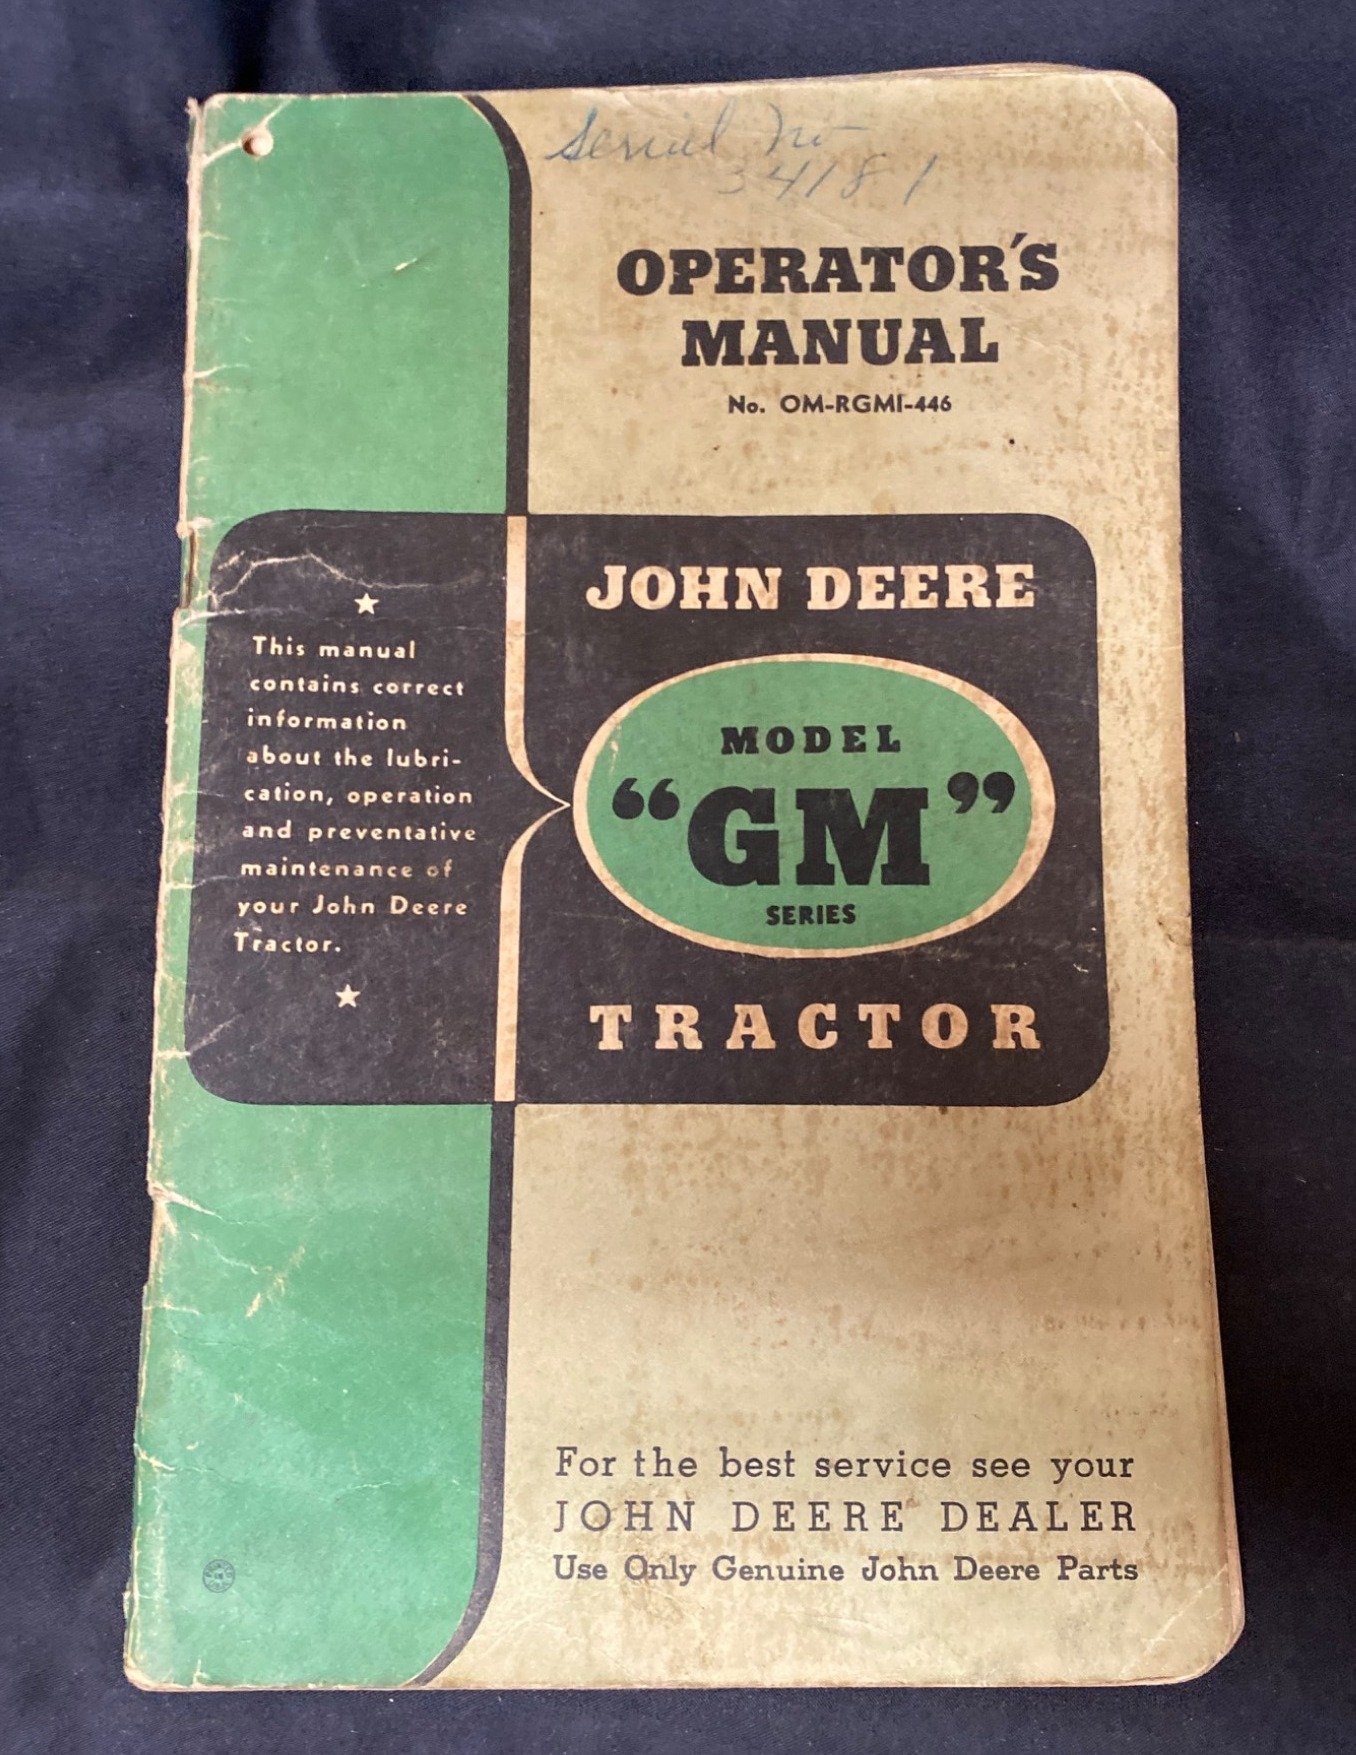 Serial No
34181
OPERATOR'S
MANUAL
No. OM-RGMI-446
JOHN DEERE
MODEL
“GM”
SERIES
TRACTOR
This manual
contains correct
information
about the lubri-
cation, operation
and preventative
maintenance of
your John Deere
Tractor.
For the best service see your
JOHN DEERE DEALER
Use Only Genuine John Deere Parts